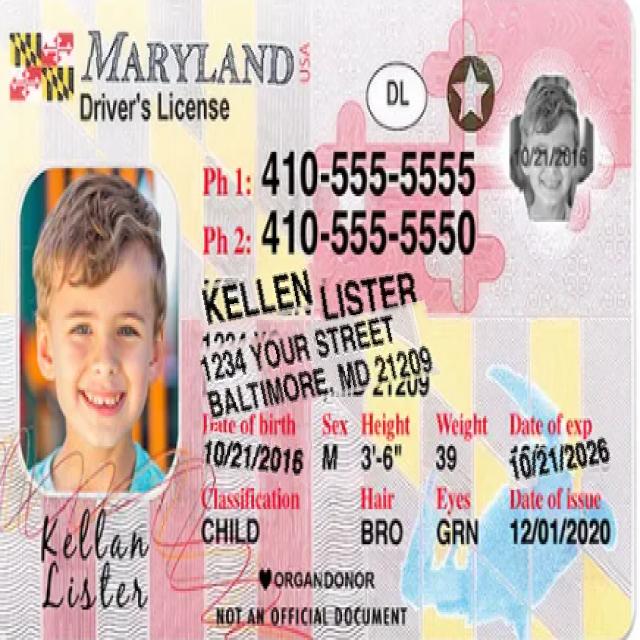 MARYLAND USA
Driver's License
DL
10/21/2016
Ph 1: 410-555-5555
Ph 2: 410-555-5550
KELLEN LISTER
1234 YOUR STREET
BALTIMORE, MD 21209
Date of birth Sex Height Weight Date of exp
10/21/2016 M 3'-6" 39 10/21/2026
Classification Hair Eyes Date of issue
CHILD BRO GRN 12/01/2020
Kellan
Lister
ORGANDONOR
NOT AN OFFICIAL DOCUMENT